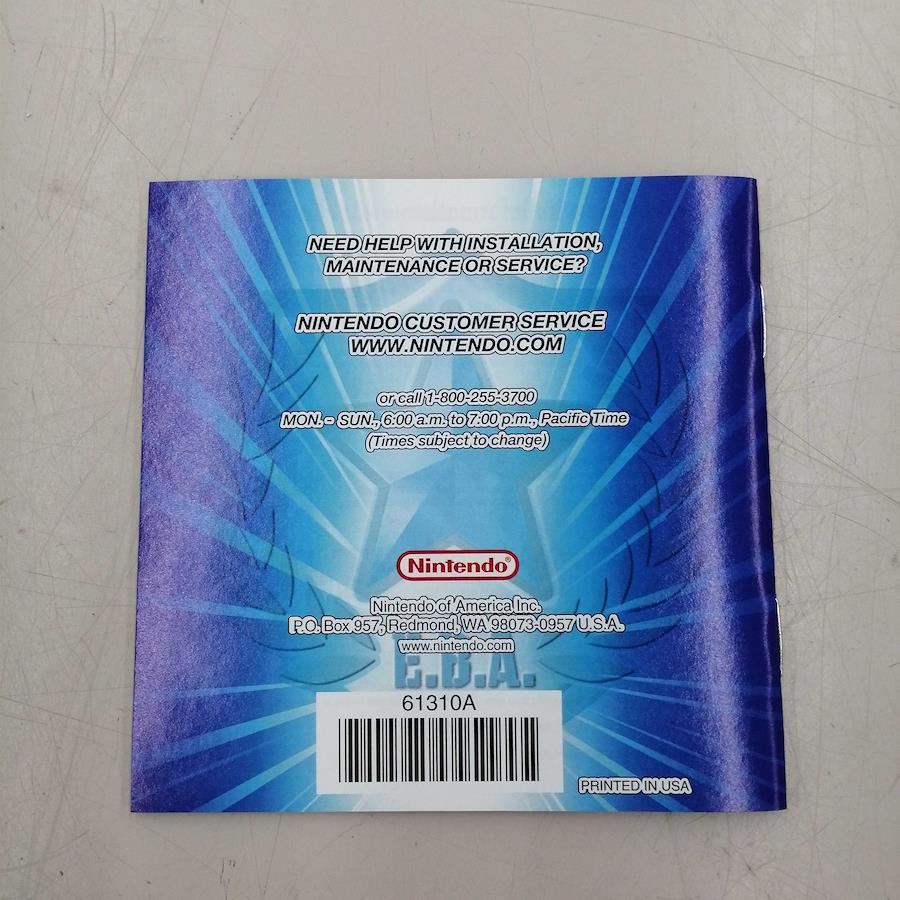 NEED HELP WITH INSTALLATION,
MAINTENANCE OR SERVICE?
NINTENDO CUSTOMER SERVICE
WWW.NINTENDO.COM
or call 1-800-255-3700
MON. - SUN., 6:00 a.m. to 7:00 p.m., Pacific Time
(Times subject to change)
Nintendo®
Nintendo of America Inc.
P.O. Box 957, Redmond, WA 98073-0957 U.S.A.
www.nintendo.com
E.B.A.
61310A
PRINTED IN USA